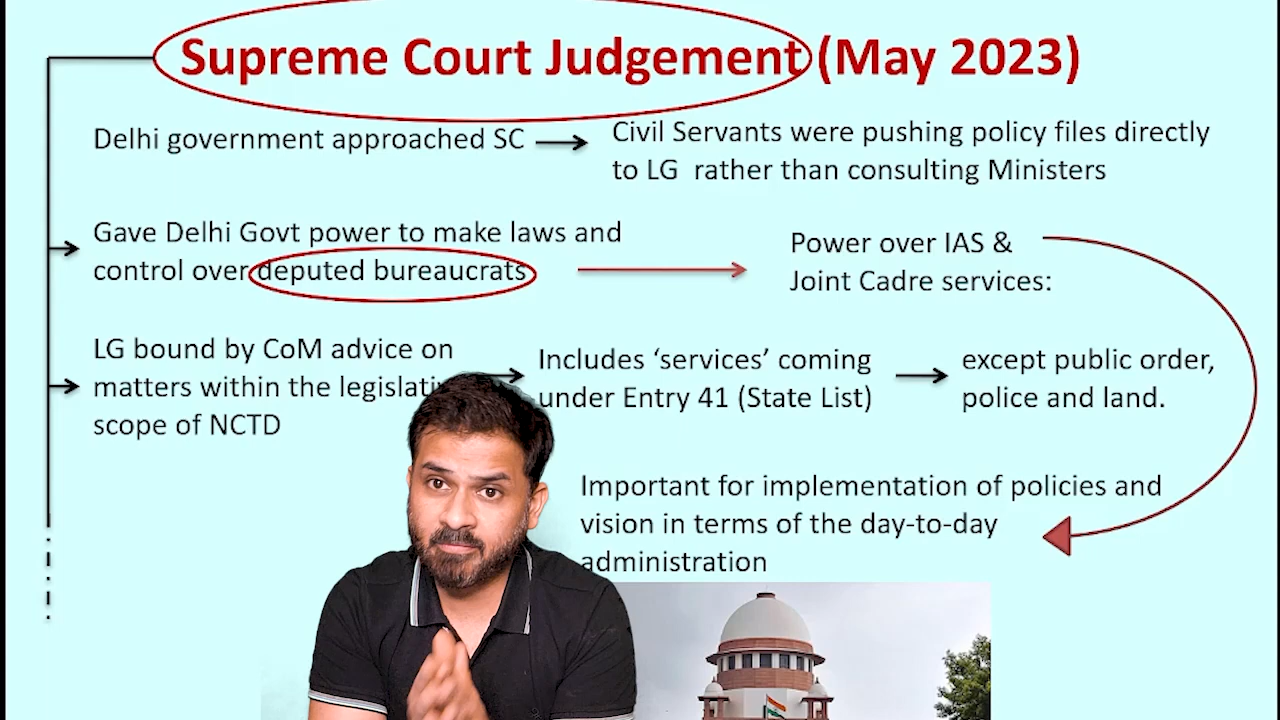 Supreme Court Judgement (May 2023)
Delhi government approached SC
Civil Servants were pushing policy files directly
to LG rather than consulting Ministers
Gave Delhi Govt power to make laws and
control over deputed bureaucrats
Power over IAS &
Joint Cadre services:
LG bound by CoM advice on
matters within the
scope of NCTD
Includes ‘services’ coming
under Entry 41 (State List)
except public order,
police and land.
Important for implementation of policies and
vision in terms of the day-to-day
administration